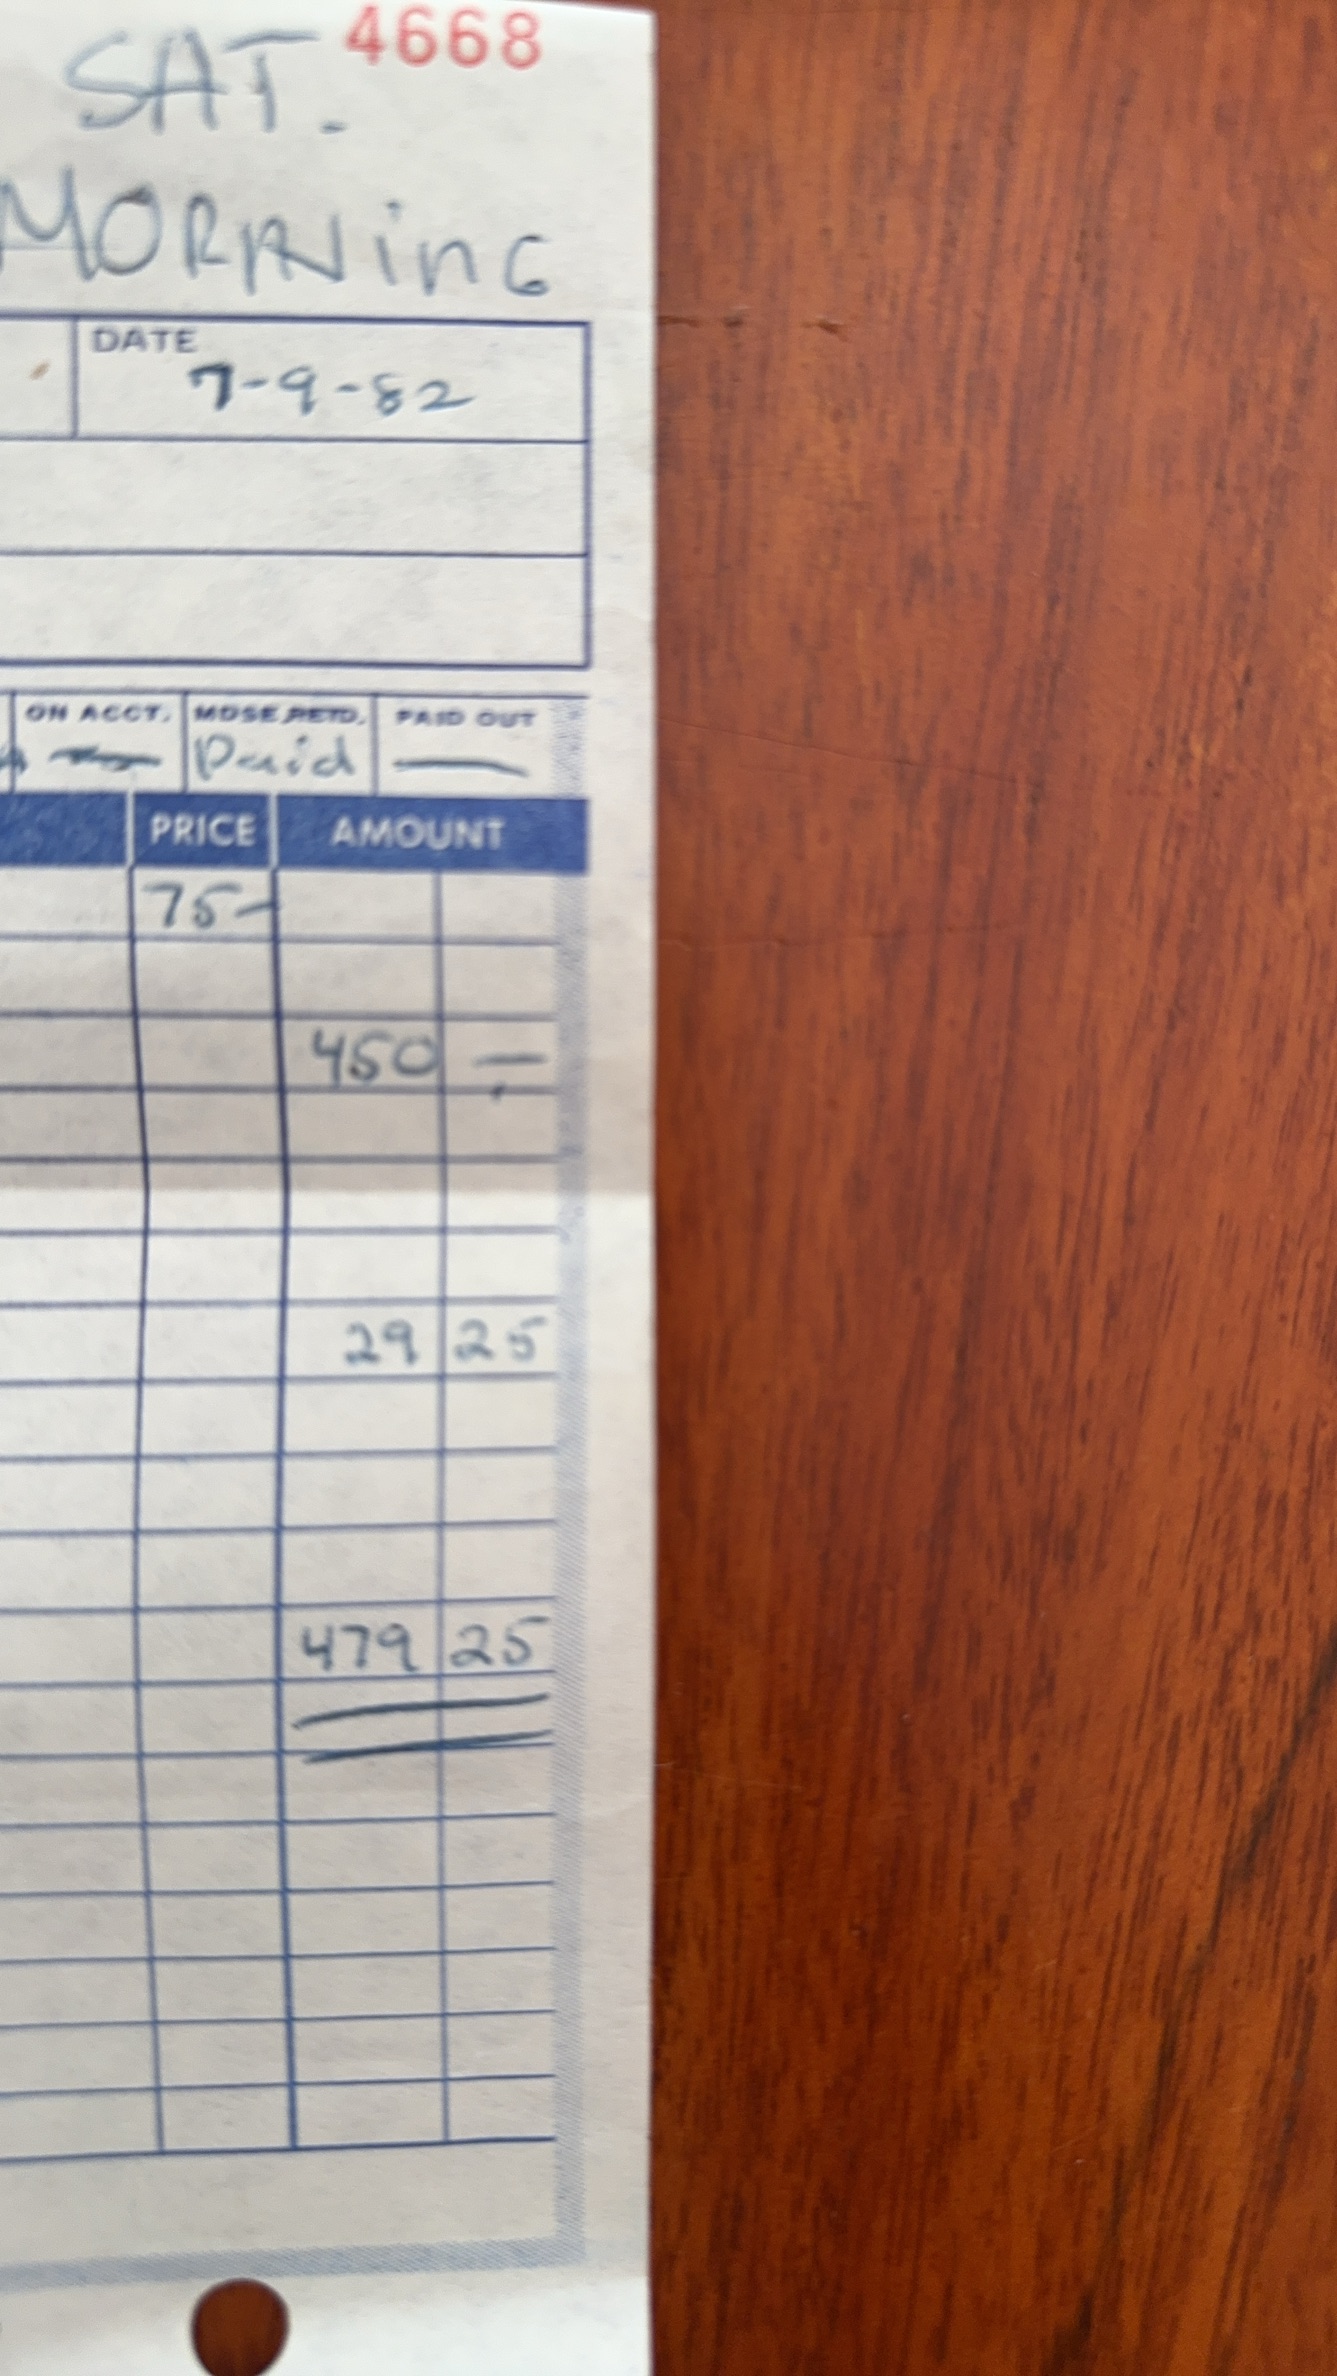 4668
SAT.
MORNinG
DATE
7-9-82
ON ACCT. MDSE RETD. PAID OUT
— Paid —
PRICE AMOUNT
75-
450 —
29 25
479 25